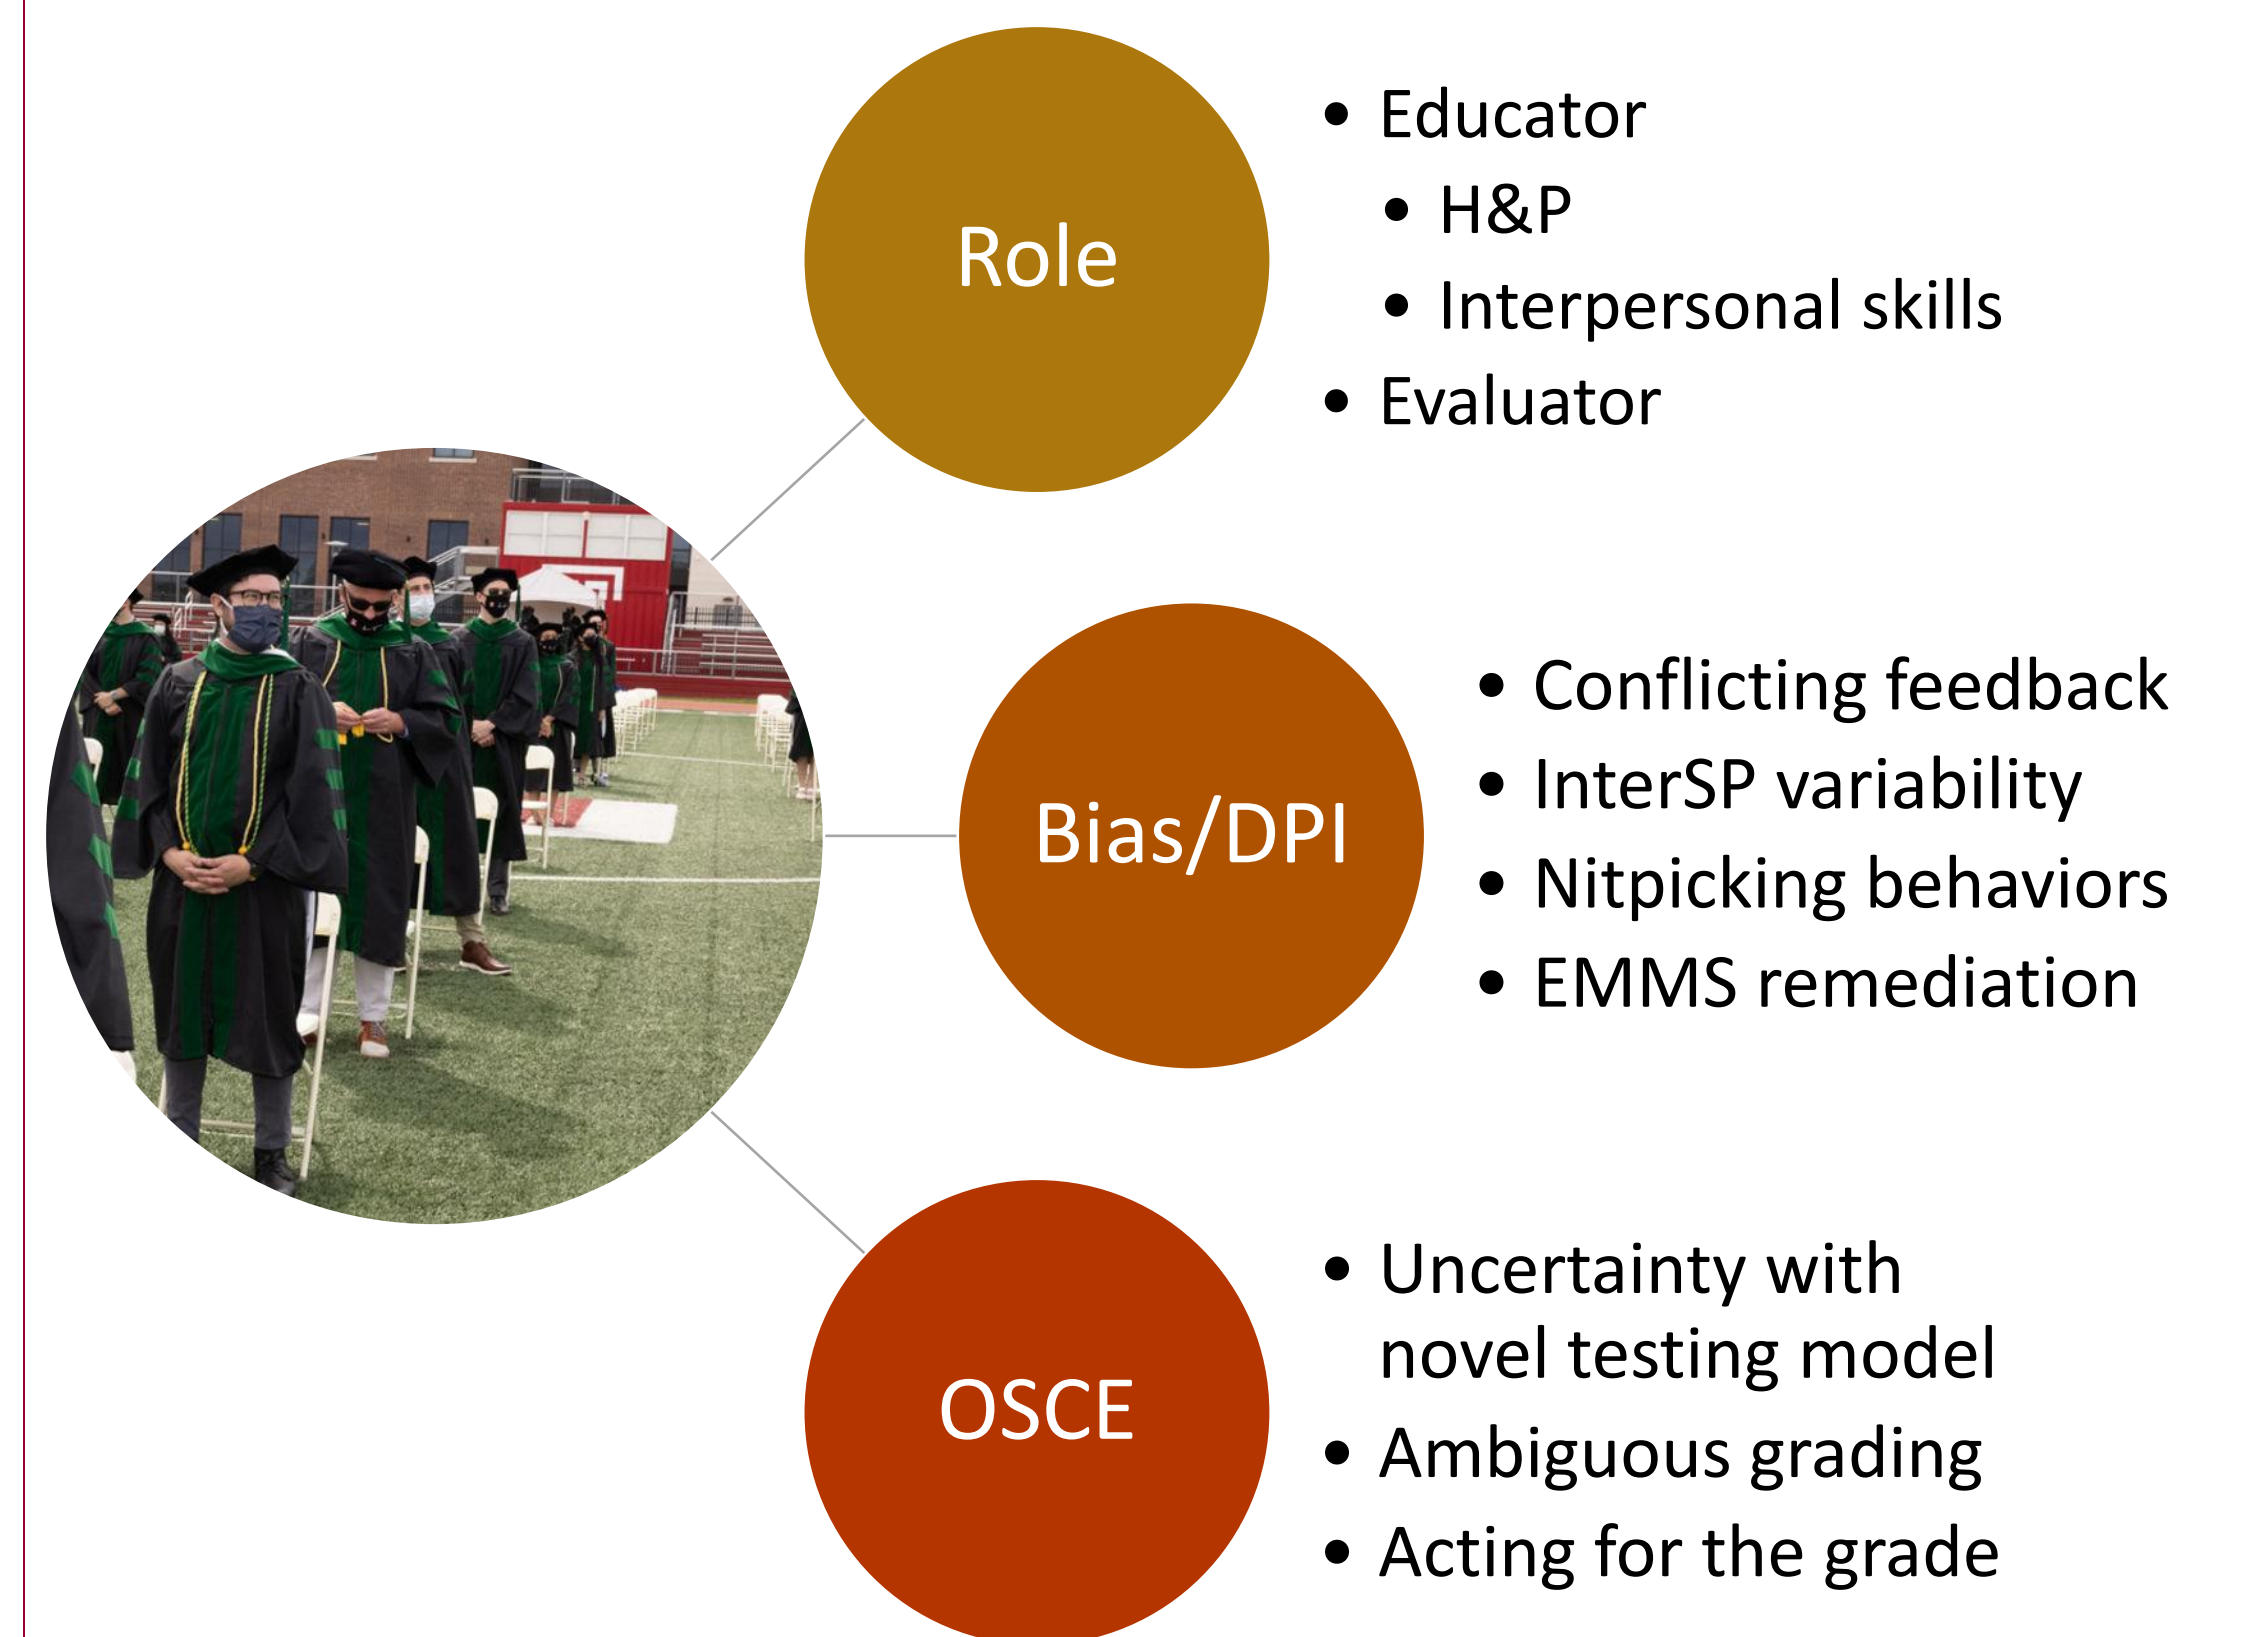 Role
• Educator
• H&P
• Interpersonal skills
• Evaluator
Bias/DPI
• Conflicting feedback
• InterSP variability
• Nitpicking behaviors
• EMMS remediation
OSCE
• Uncertainty with
novel testing model
• Ambiguous grading
• Acting for the grade